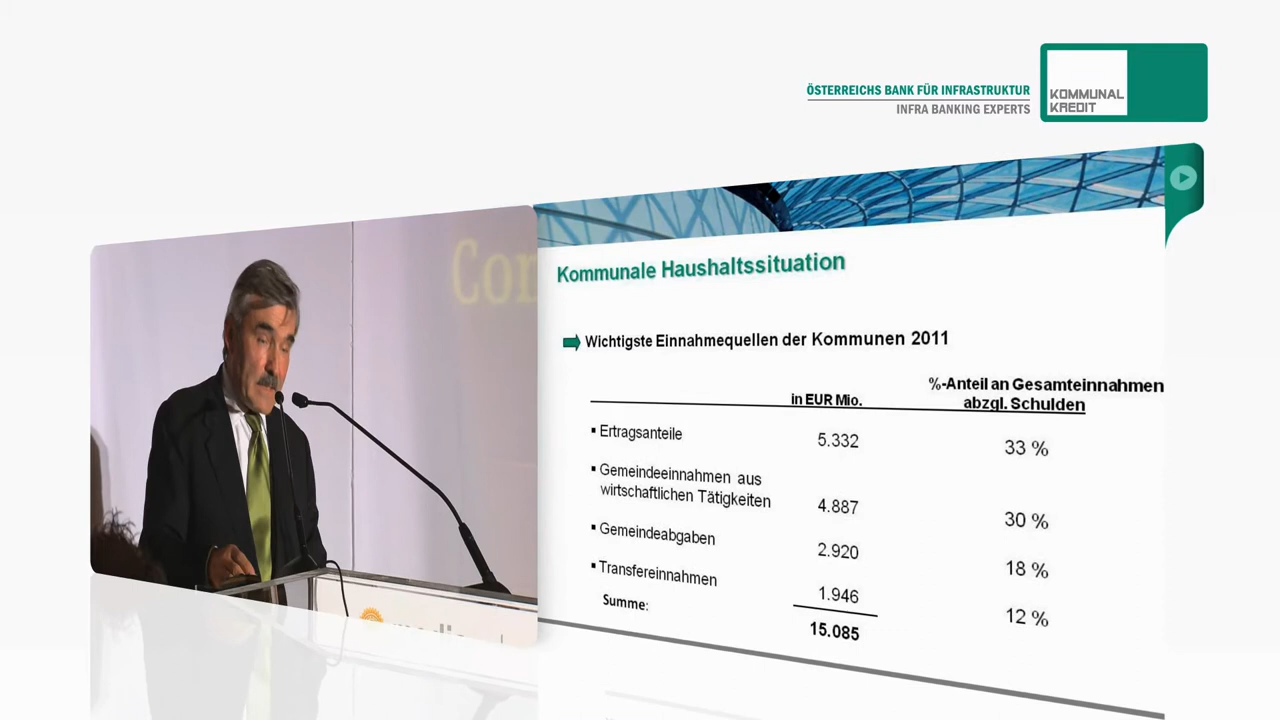 ÖSTERREICHS BANK FÜR INFRASTRUKTUR
INFRA BANKING EXPERTS
KOMMUNAL
KREDIT
Kommunale Haushaltssituation
Wichtigste Einnahmequellen der Kommunen 2011
in EUR Mio.
%-Anteil an Gesamteinnahmen
abzgl. Schulden
▪ Ertragsanteile 5.332 33 %
▪ Gemeindeeinnahmen aus
wirtschaftlichen Tätigkeiten 4.887 30 %
▪ Gemeindeabgaben 2.920 18 %
▪ Transfereinnahmen 1.946 12 %
Summe: 15.085